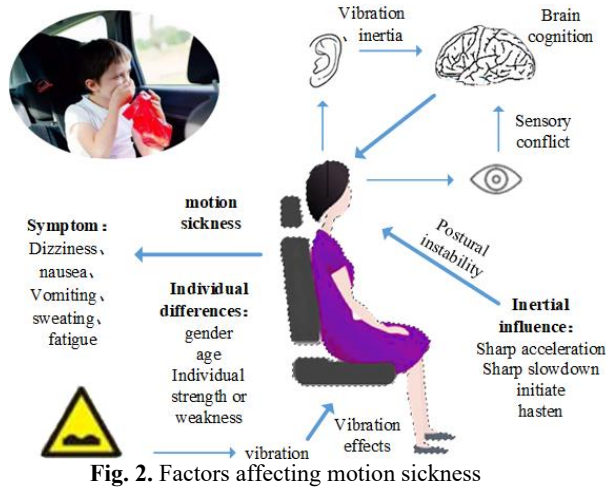 Vibration
、inertia
Brain
cognition
Sensory
conflict
motion
sickness
Symptom：
Dizziness、
nausea、
Vomiting、
sweating、
fatigue
Individual
differences：
gender
age
Individual
strength or
weakness
Postural
instability
Inertial
influence：
Sharp acceleration
Sharp slowdown
initiate
hasten
vibration
Vibration
effects
Fig. 2. Factors affecting motion sickness